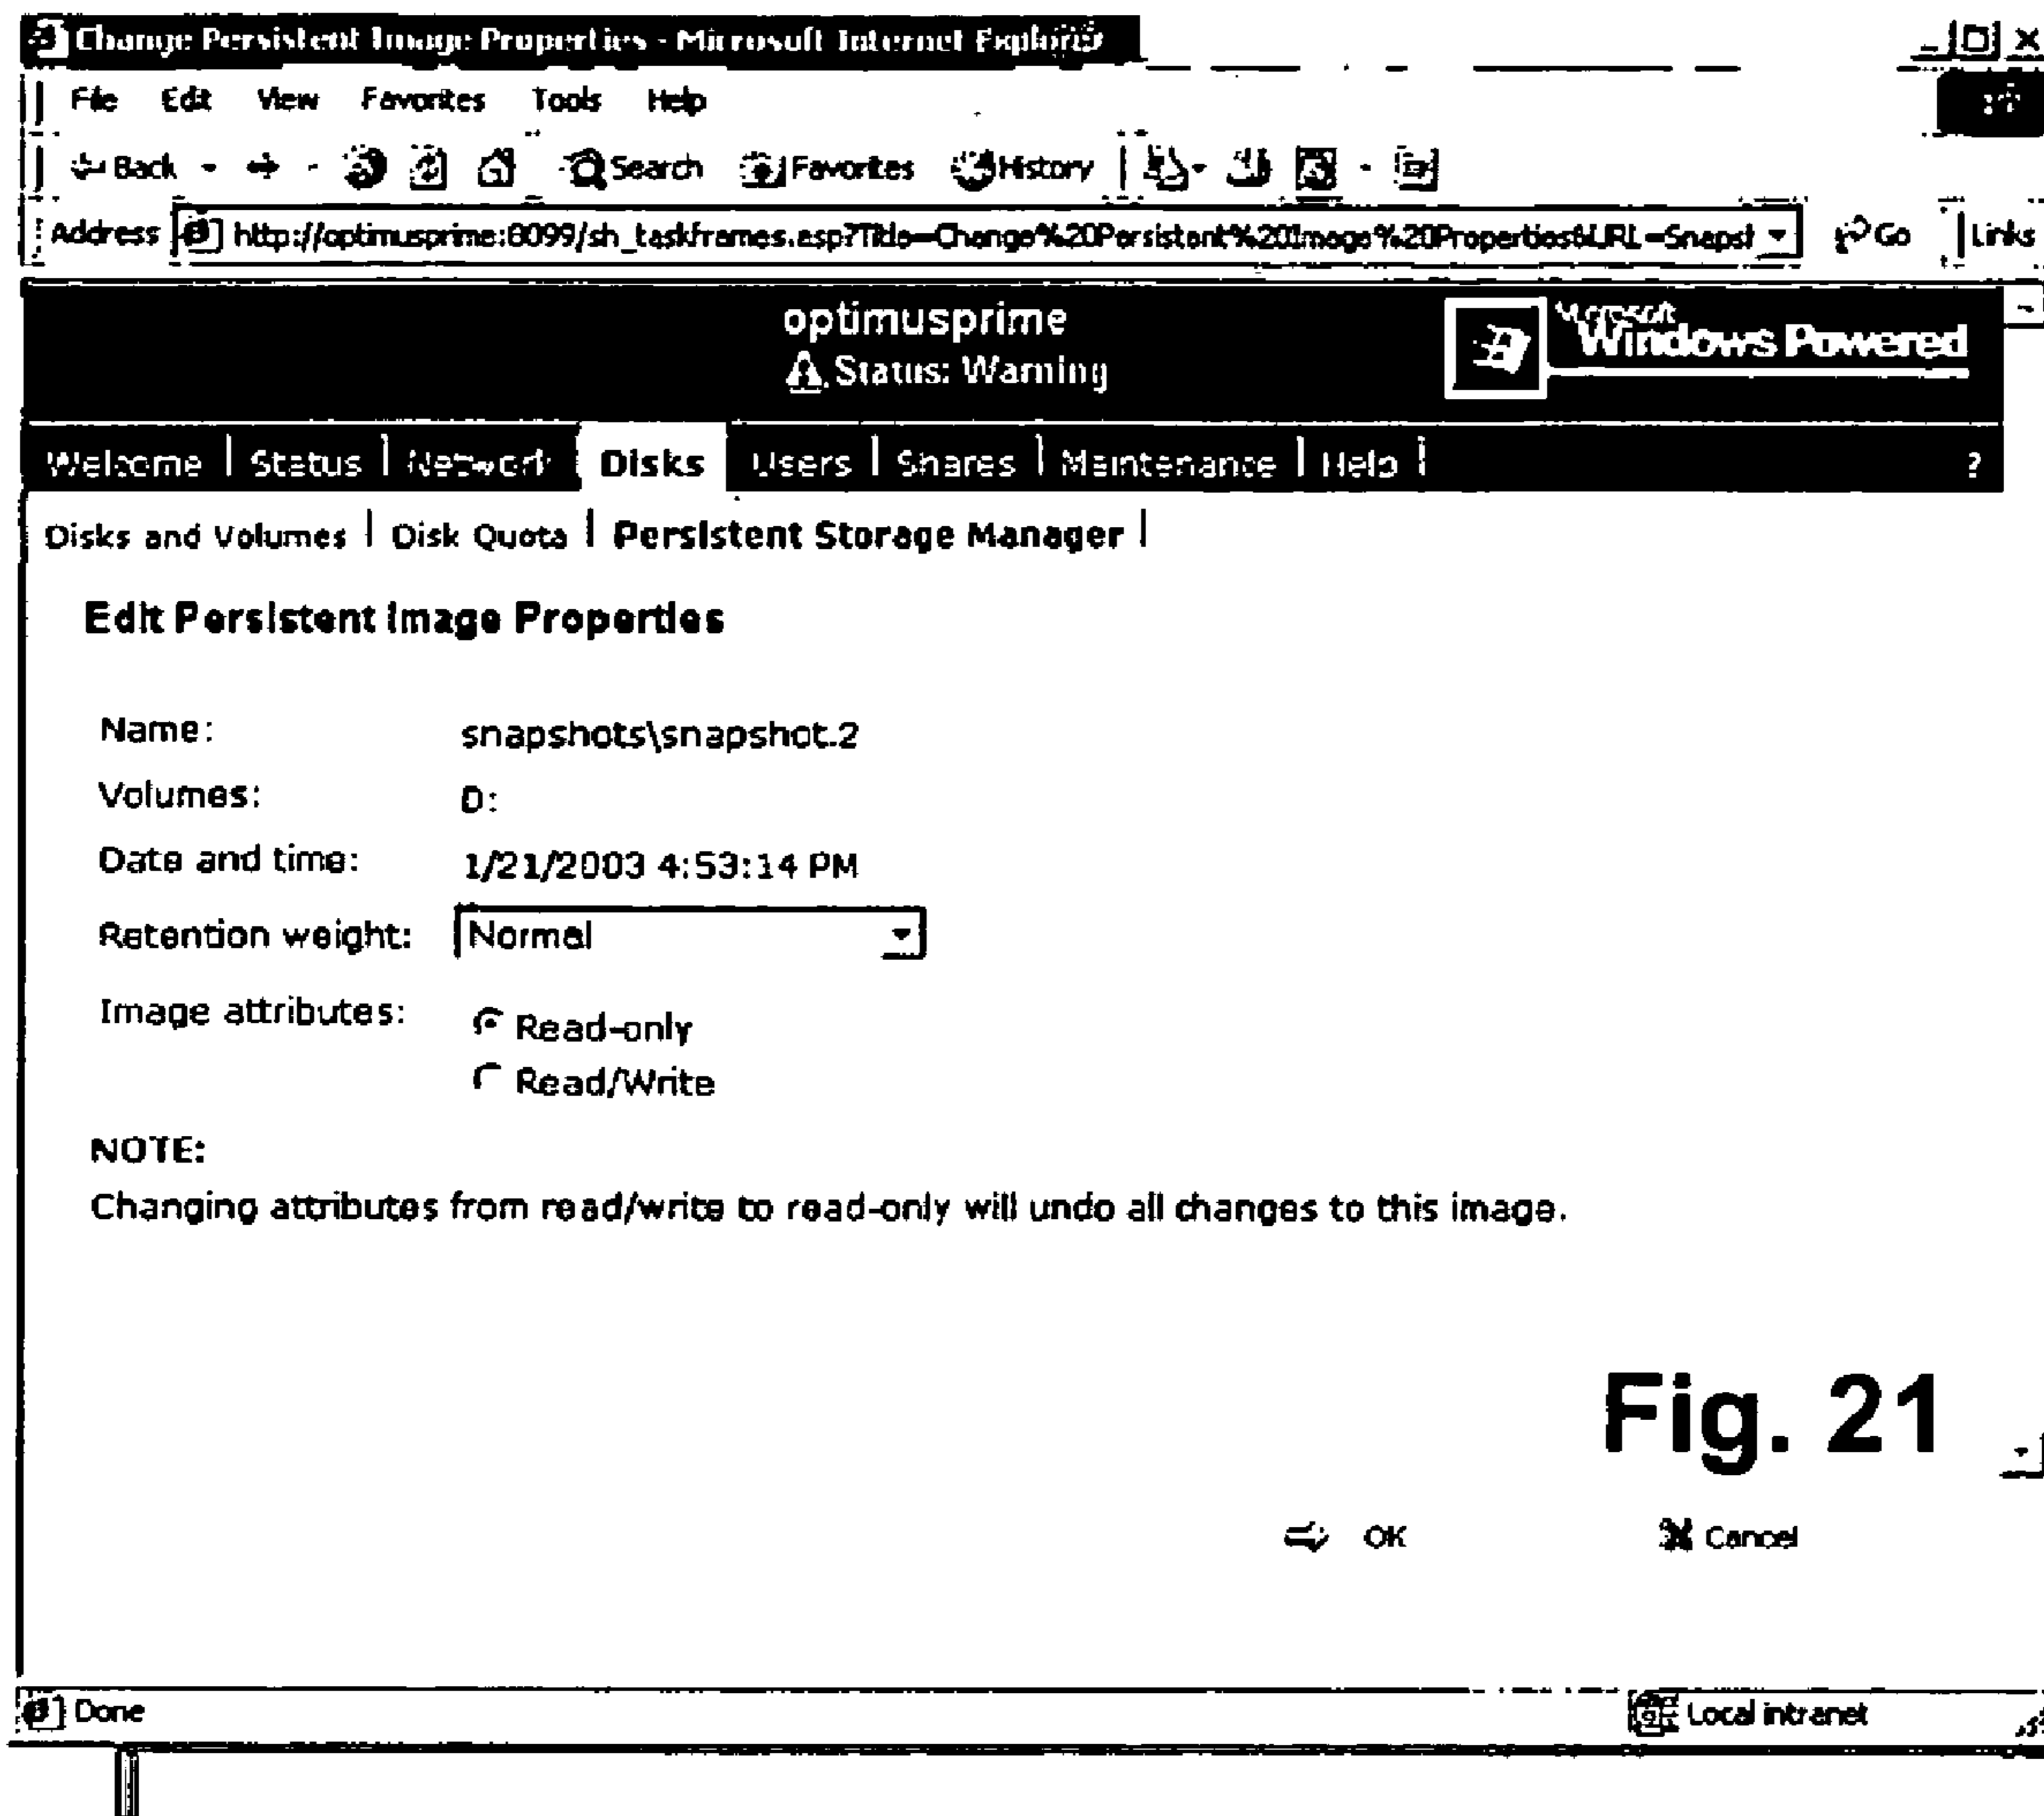 Change Persistent Image Properties - Microsoft Internet Explorer
File Edit View Favorites Tools Help
Back Search Favorites History
Address http://optimusprime:8099/sh_taskframes.asp?Title=Change%20Persistent%20Image%20Properties&URL=Snapsh Go Links
optimusprime
Microsoft
Windows Powered
Status: Warning
Welcome | Status | Network Disks Users | Shares | Maintenance | Help | ?
Disks and Volumes | Disk Quota | Persistent Storage Manager |
Edit Persistent Image Properties
Name: snapshots\snapshot.2
Volumes: D:
Date and time: 1/21/2003 4:53:14 PM
Retention weight: Normal
Image attributes: Read-only
Read/Write
NOTE:
Changing attributes from read/write to read-only will undo all changes to this image.
Fig. 21
OK Cancel
Done Local intranet